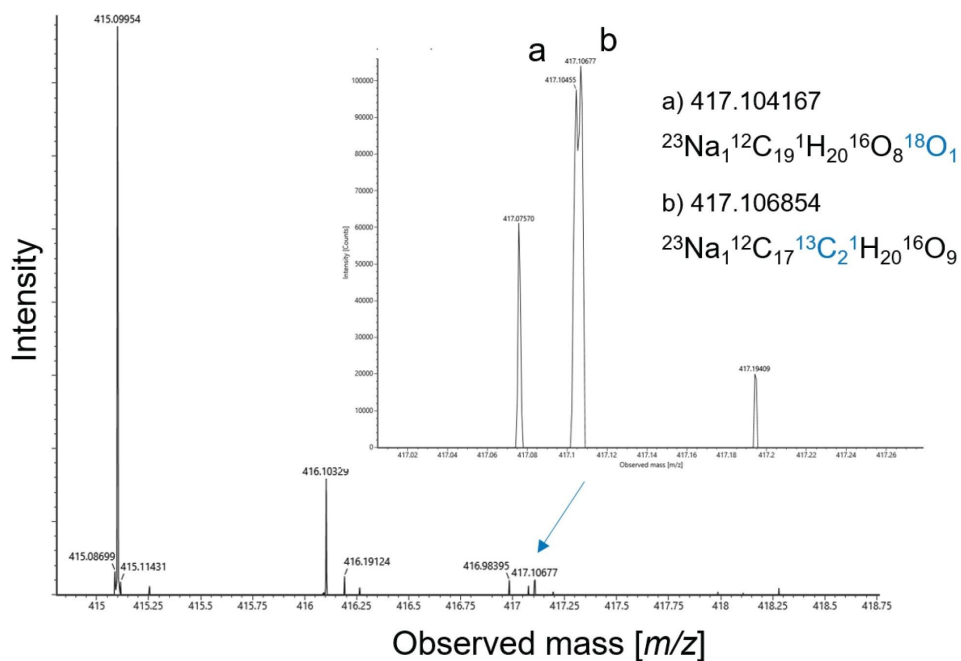 415.09954
a
b
417.10677
417.10455
100000
90000
80000
70000
60000
50000
40000
30000
20000
10000
0
417.07570
417.19409
Intensity [Counts]
417.02 417.04 417.06 417.08 417.1 417.12 417.14 417.16 417.18 417.2 417.22 417.24 417.26
Observed mass [m/z]
a) 417.104167
²³Na₁¹²C₁₉¹H₂₀¹⁶O₈¹⁸O₁
b) 417.106854
²³Na₁¹²C₁₇¹³C₂¹H₂₀¹⁶O₉
Intensity
416.10329
415.08699
415.11431
416.19124
416.98395
417.10677
415 415.25 415.5 415.75 416 416.25 416.5 416.75 417 417.25 417.5 417.75 418 418.25 418.5 418.75
Observed mass [m/z]